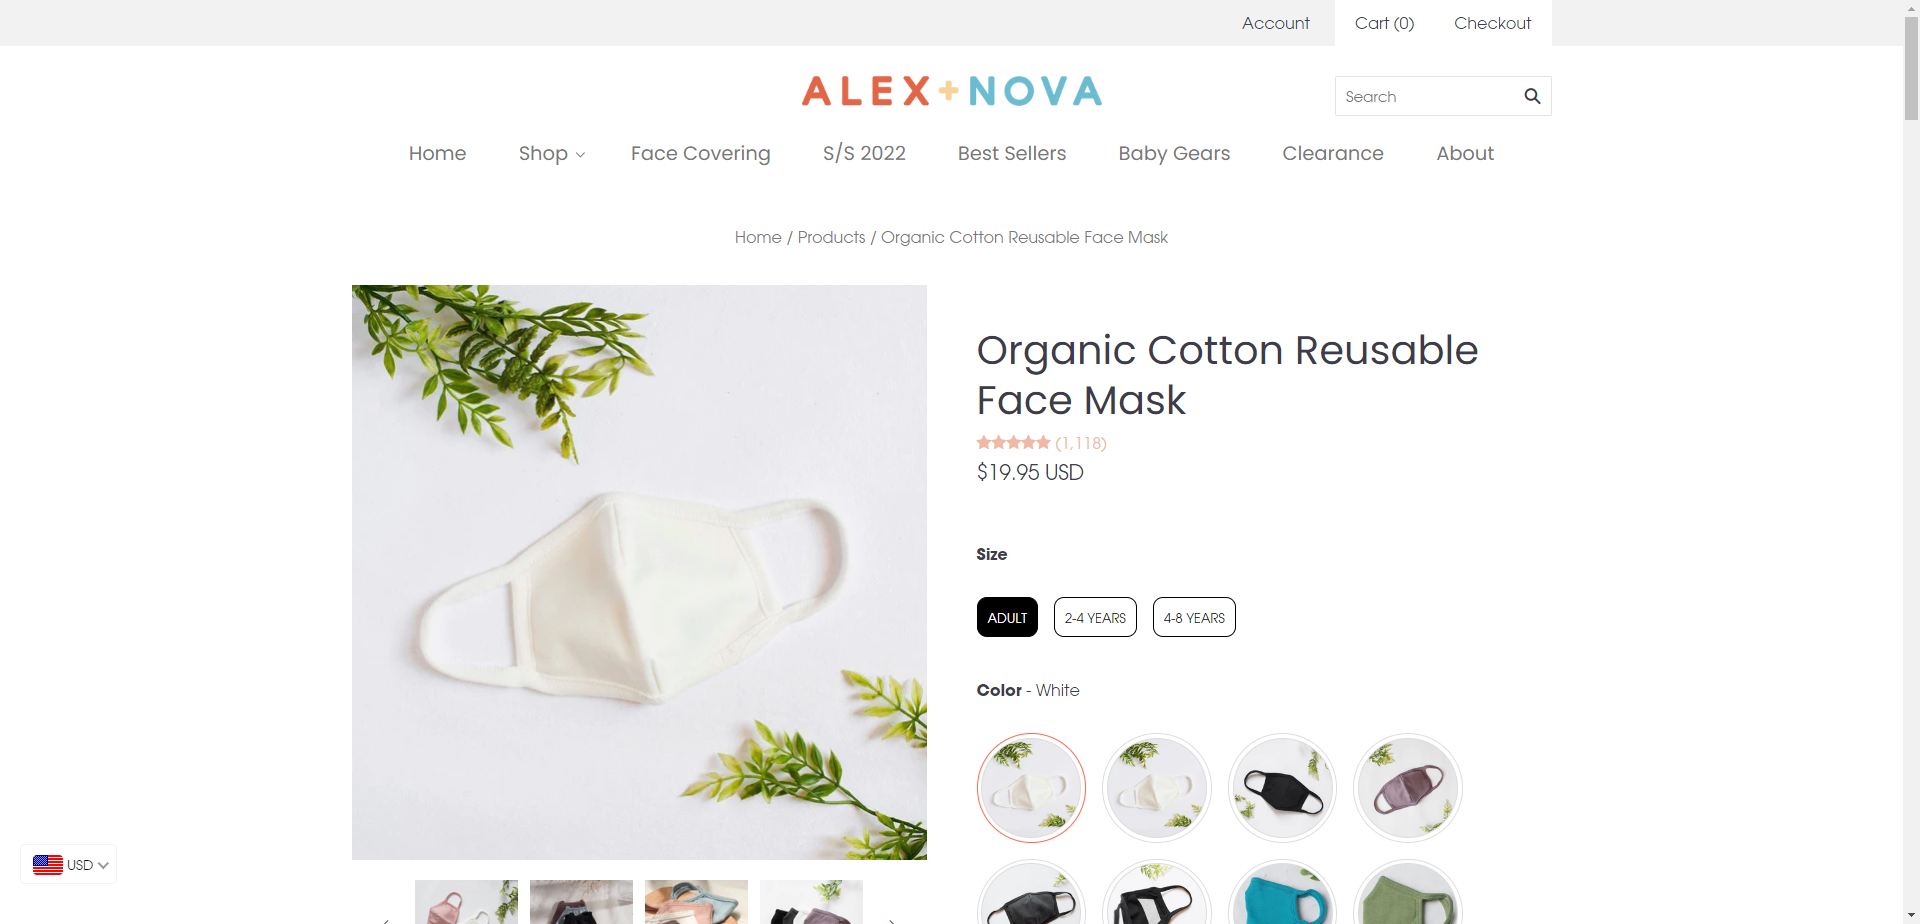 Account
Cart (0)
Checkout
ALEX+NOVA
Search
Home
Shop
Face Covering
S/S 2022
Best Sellers
Baby Gears
Clearance
About
Home / Products / Organic Cotton Reusable Face Mask
Organic Cotton Reusable
Face Mask
(1,118)
$19.95 USD
Size
ADULT
2-4 YEARS
4-8 YEARS
Color - White
USD